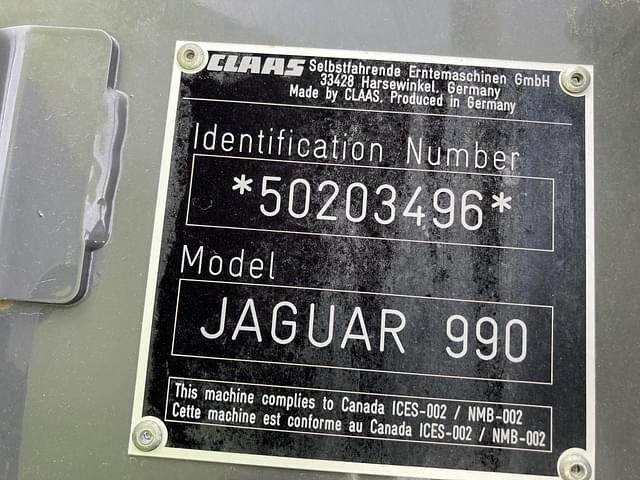 CLAAS Selbstfahrende Erntemaschinen GmbH
33428 Harsewinkel, Germany
Made by CLAAS, Produced in Germany
Identification Number
*50203496*
Model
JAGUAR 990
This machine complies to Canada ICES-002 / NMB-002
Cette machine est conforme au Canada ICES-002 / NMB-002